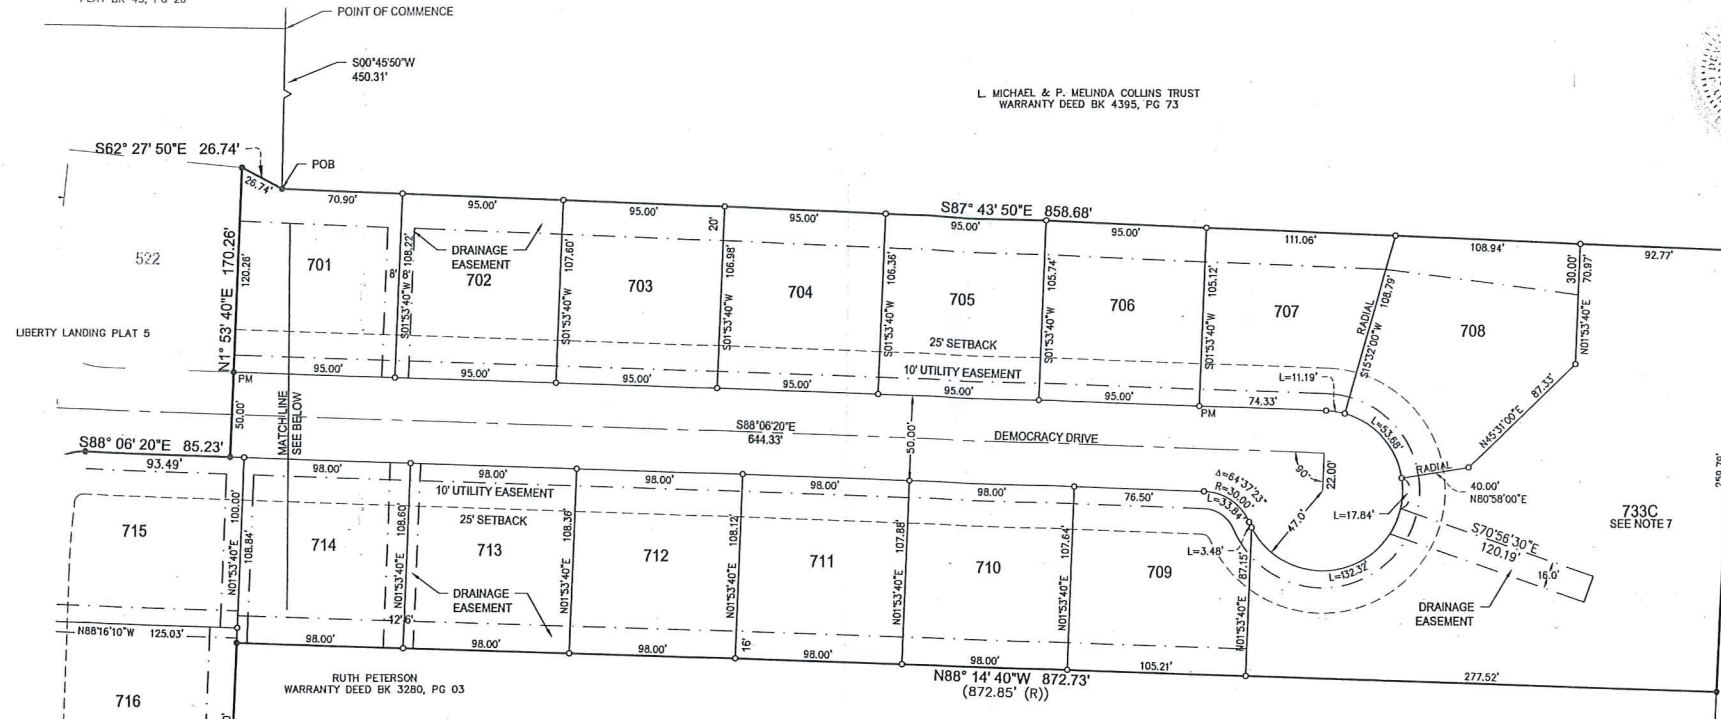 POINT OF COMMENCE
S00°45'50"W
450.31'
L. MICHAEL & P. MELINDA COLLINS TRUST
WARRANTY DEED BK 4395, PG 73
S62° 27' 50"E 26.74'
POB
26.74'
70.90'
95.00'
95.00'
95.00'
S87° 43' 50"E 858.68'
95.00'
95.00'
111.06'
108.94'
92.77'
522
N1° 53' 40"E 170.26'
120.26'
701
8'
8'
S01°53'40"W 108.22'
DRAINAGE
EASEMENT
702
S01°53'40"W 107.60'
703
20'
S01°53'40"W 106.98'
704
S01°53'40"W 106.36'
705
S01°53'40"W 105.74'
706
S01°53'40"W 105.12'
707
RADIAL
S15°32'00"W 108.79'
708
30.00'
70.97'
N01°53'40"E
LIBERTY LANDING PLAT 5
25' SETBACK
10' UTILITY EASEMENT
PM
95.00'
95.00'
95.00'
95.00'
95.00'
95.00'
PM
74.33'
L=11.19'
L=53.68'
N45°31'00"E 87.33'
50.00'
MATCHLINE
SEE BELOW
S88°06'20"E
644.33'
50.00'
DEMOCRACY DRIVE
90°
22.00'
RADIAL
40.00'
N80°58'00"E
S88° 06' 20"E 85.23'
93.49'
98.00'
98.00'
98.00'
98.00'
98.00'
76.50'
Δ=64°37'23"
R=30.00'
L=33.84'
47.0'
L=17.84'
L=3.48'
L=132.32'
10' UTILITY EASEMENT
25' SETBACK
715
N01°53'40"E 100.00'
108.84'
714
N01°53'40"E 108.60'
713
N01°53'40"E 108.36'
712
N01°53'40"E 108.12'
711
N01°53'40"E 107.88'
710
N01°53'40"E 107.64'
709
N01°53'40"E 87.15'
S70°56'30"E
120.19'
16.0'
733C
SEE NOTE 7
259.79'
DRAINAGE
EASEMENT
DRAINAGE
EASEMENT
N88°16'10"W 125.03'
12'
6'
98.00'
98.00'
98.00'
16'
98.00'
98.00'
105.21'
277.52'
N88° 14' 40"W 872.73'
(872.85' (R))
RUTH PETERSON
WARRANTY DEED BK 3280, PG 03
716